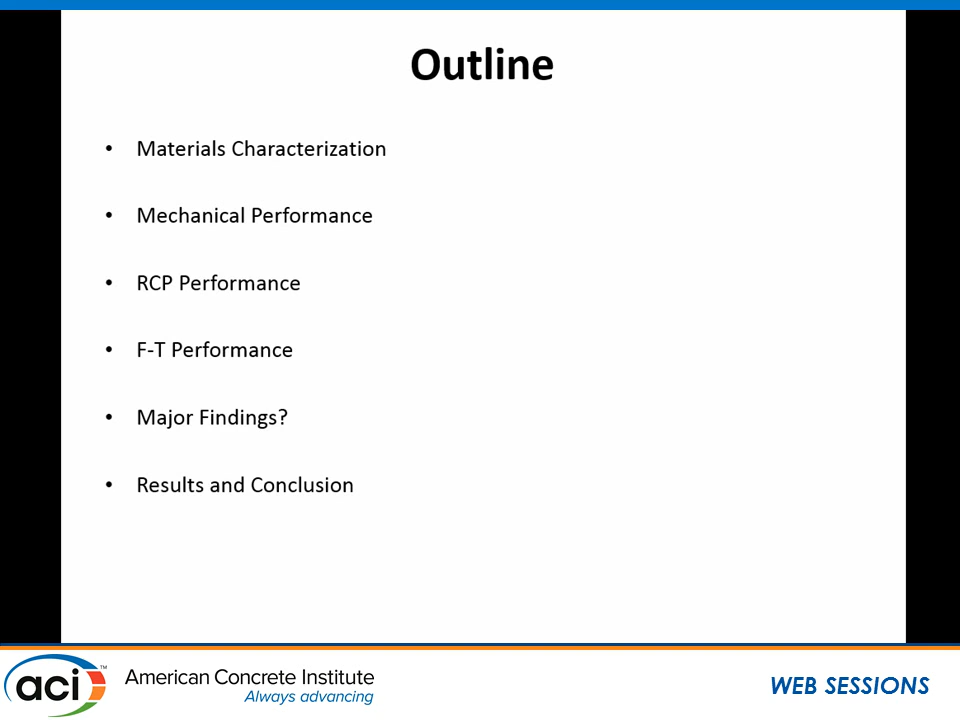 Outline
• Materials Characterization
• Mechanical Performance
• RCP Performance
• F-T Performance
• Major Findings?
• Results and Conclusion
aci™
American Concrete Institute
Always advancing
WEB SESSIONS